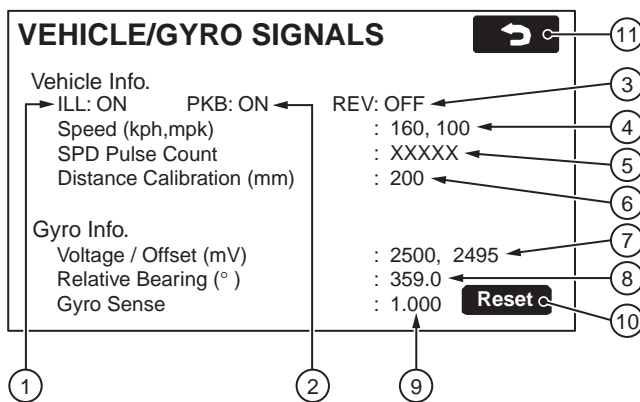 VEHICLE/GYRO SIGNALS
11
Vehicle Info.
3
ILL: ON PKB: ON REV: OFF
Speed (kph,mpk) : 160, 100
4
SPD Pulse Count : XXXXX
5
Distance Calibration (mm) : 200
6
Gyro Info.
7
Voltage / Offset (mV) : 2500, 2495
Relative Bearing (° ) : 359.0
8
Gyro Sense : 1.000 Reset
10
1 2 9